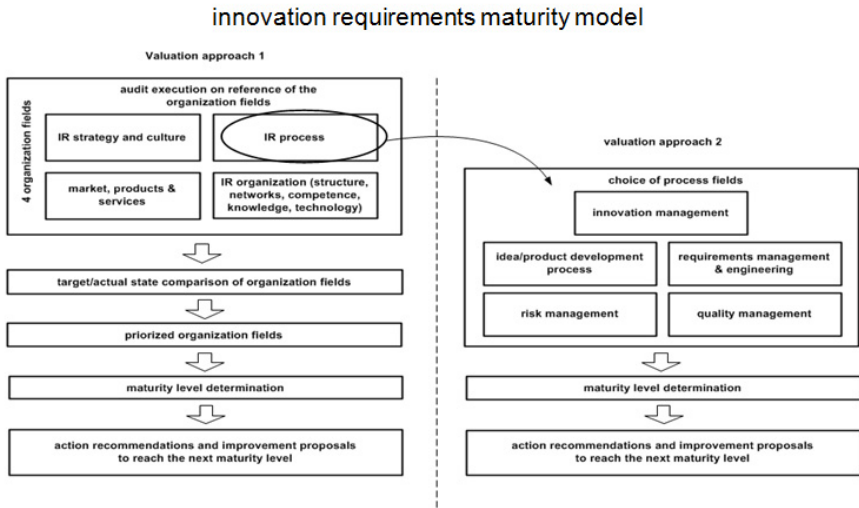 innovation requirements maturity model
Valuation approach 1
audit execution on reference of the
organization fields
4 organization fields
IR strategy and culture
IR process
market, products &
services
IR organization (structure,
networks, competence,
knowledge, technology)
target/actual state comparison of organization fields
priorized organization fields
maturity level determination
action recommendations and improvement proposals
to reach the next maturity level
valuation approach 2
choice of process fields
innovation management
idea/product development
process
requirements management
& engineering
risk management
quality management
maturity level determination
action recommendations and improvement proposals
to reach the next maturity level